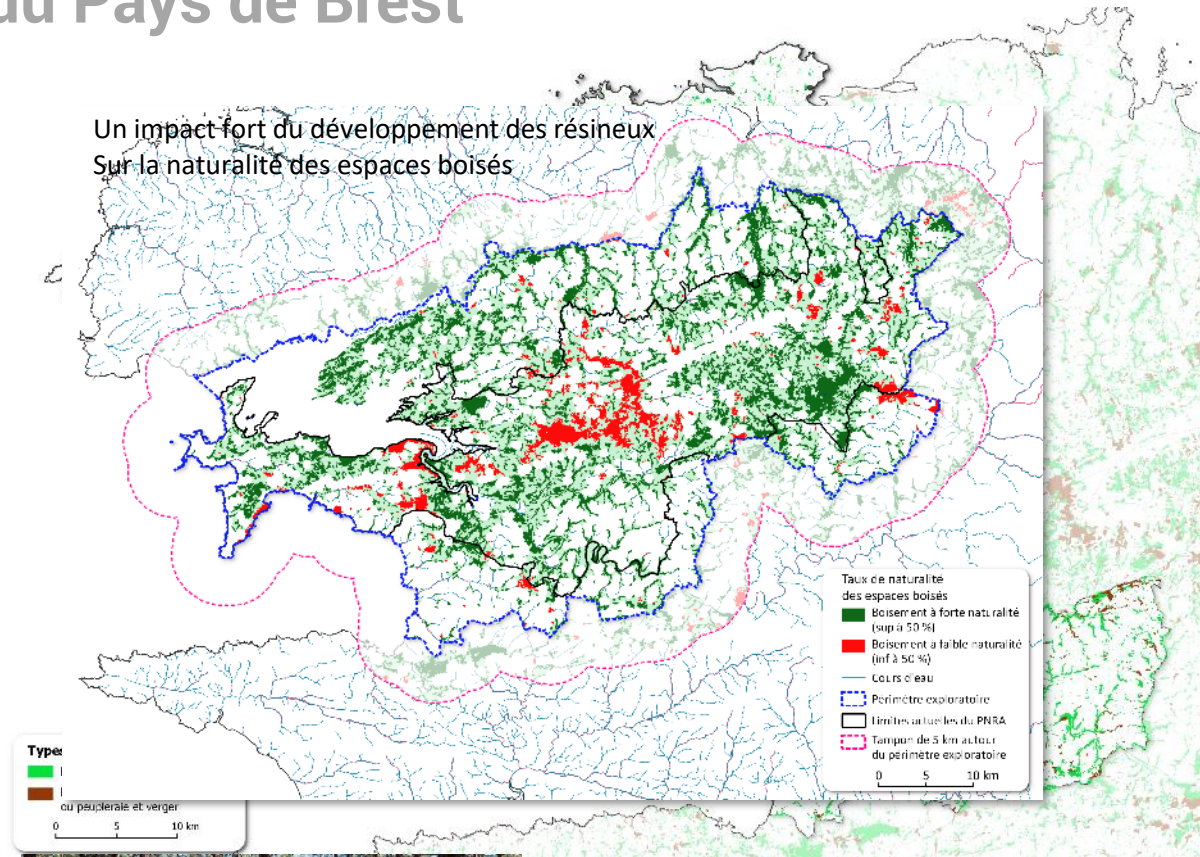 du Pays de Brest
Un impact fort du développement des résineux
Sur la naturalité des espaces boisés
Taux de naturalité
des espaces boisés
Boisement à forte naturalité
(sup à 50 %)
Boisement à faible naturalité
(inf à 50 %)
Cours d'eau
Périmètre exploratoire
Limites actuelles du PNRA
Tampon de 5 km autour
du périmètre exploratoire
0 5 10 km
Types
ou peupleraie et verger
0 5 10 km